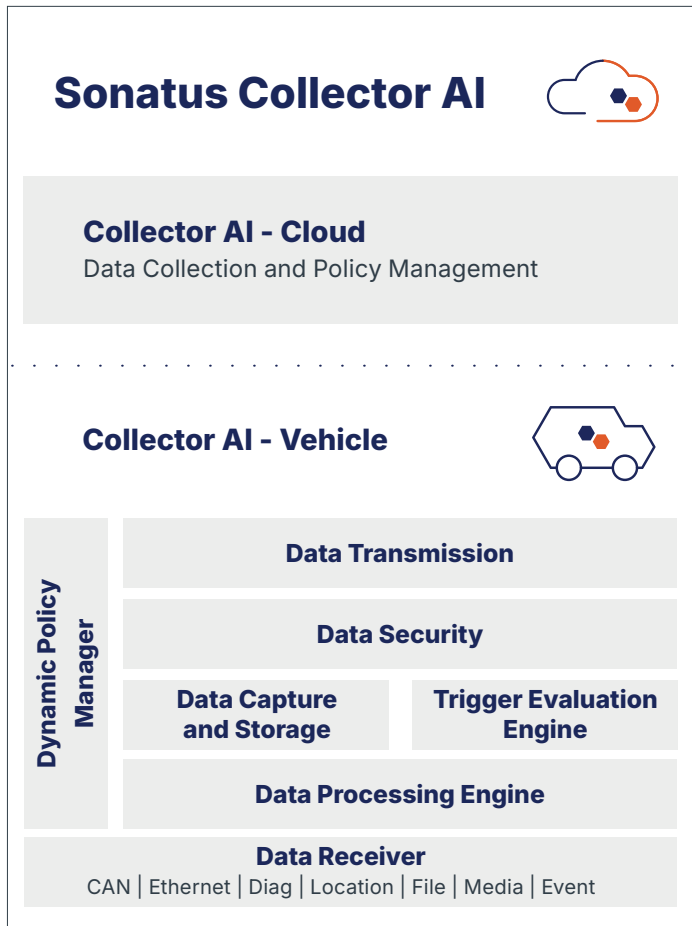 Sonatus Collector AI
Collector AI - Cloud
Data Collection and Policy Management
Collector AI - Vehicle
Dynamic Policy
Manager
Data Transmission
Data Security
Data Capture
and Storage
Trigger Evaluation
Engine
Data Processing Engine
Data Receiver
CAN | Ethernet | Diag | Location | File | Media | Event